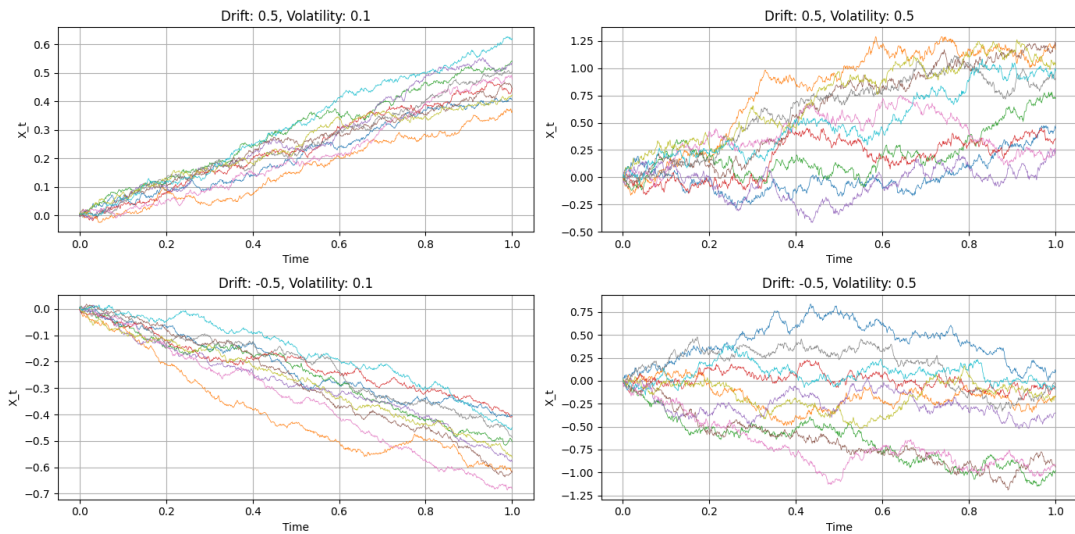 Drift: 0.5, Volatility: 0.1
0.6
0.5
0.4
0.3
0.2
0.1
0.0
X_t
0.0 0.2 0.4 0.6 0.8 1.0
Time
Drift: 0.5, Volatility: 0.5
1.25
1.00
0.75
0.50
0.25
0.00
−0.25
−0.50
X_t
0.0 0.2 0.4 0.6 0.8 1.0
Time
Drift: -0.5, Volatility: 0.1
0.0
−0.1
−0.2
−0.3
−0.4
−0.5
−0.6
−0.7
X_t
0.0 0.2 0.4 0.6 0.8 1.0
Time
Drift: -0.5, Volatility: 0.5
0.75
0.50
0.25
0.00
−0.25
−0.50
−0.75
−1.00
−1.25
X_t
0.0 0.2 0.4 0.6 0.8 1.0
Time